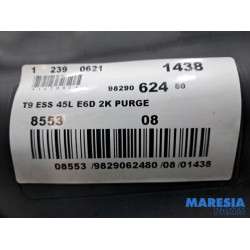 1 239 0621 1438
98290 624 80
T9 ESS 45L E6D 2K PURGE
8553 08
08553 /9829062480 /08 /01438
MARESIA
PARTS